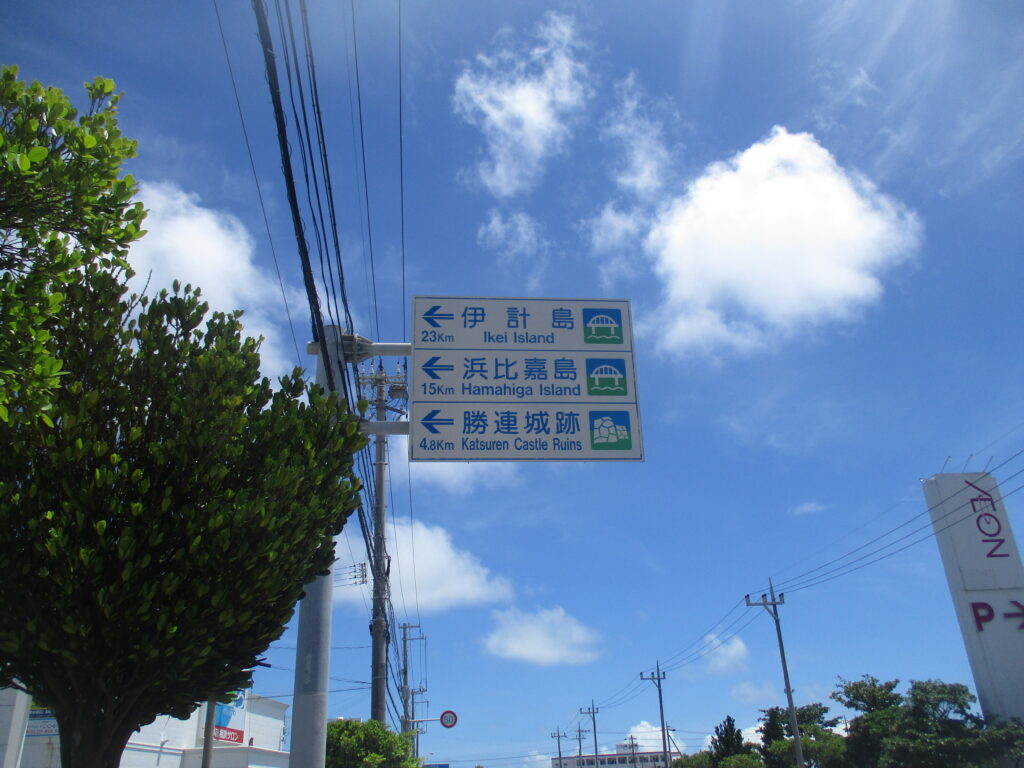 伊計島
23Km Ikei Island
浜比嘉島
15Km Hamahiga Island
勝連城跡
4.8Km Katsuren Castle Ruins
ÆON
P